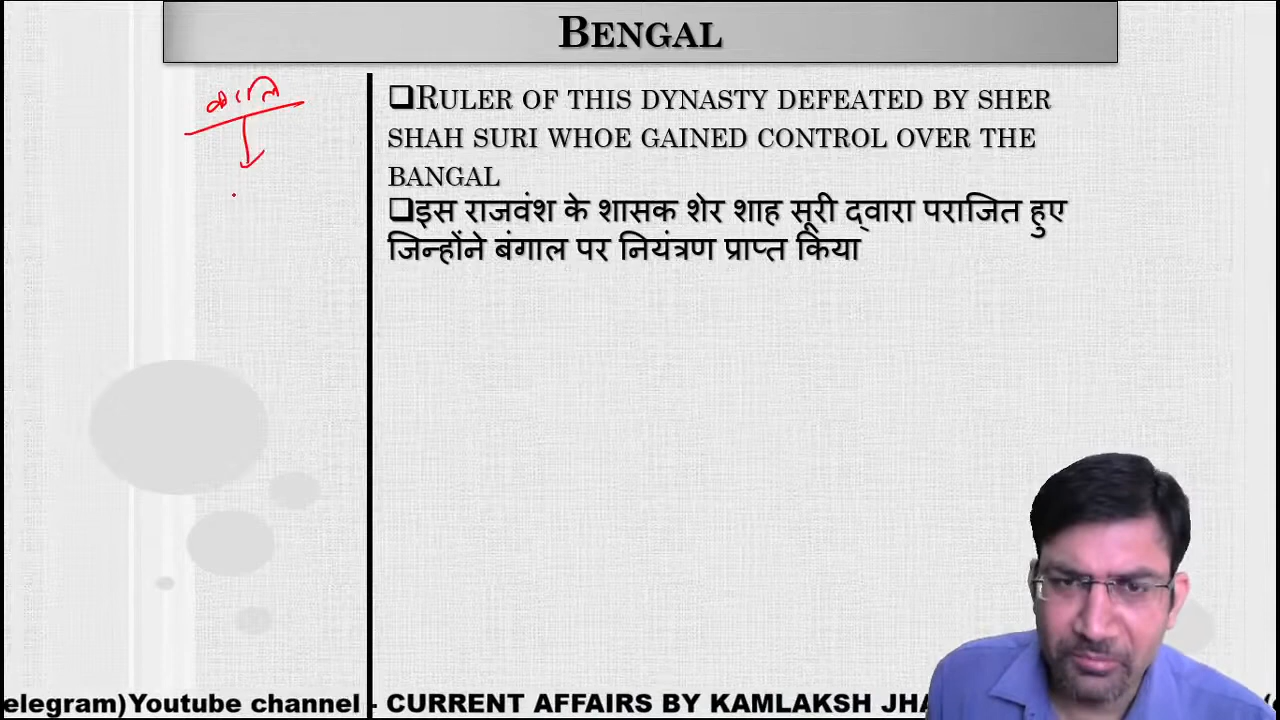 BENGAL
❑RULER OF THIS DYNASTY DEFEATED BY SHER
SHAH SURI WHOE GAINED CONTROL OVER THE
BANGAL
❑इस राजवंश के शासक शेर शाह सूरी द्वारा पराजित हुए
जिन्होंने बंगाल पर नियंत्रण प्राप्त किया
elegram)Youtube channel - CURRENT AFFAIRS BY KAMLAKSH JHA